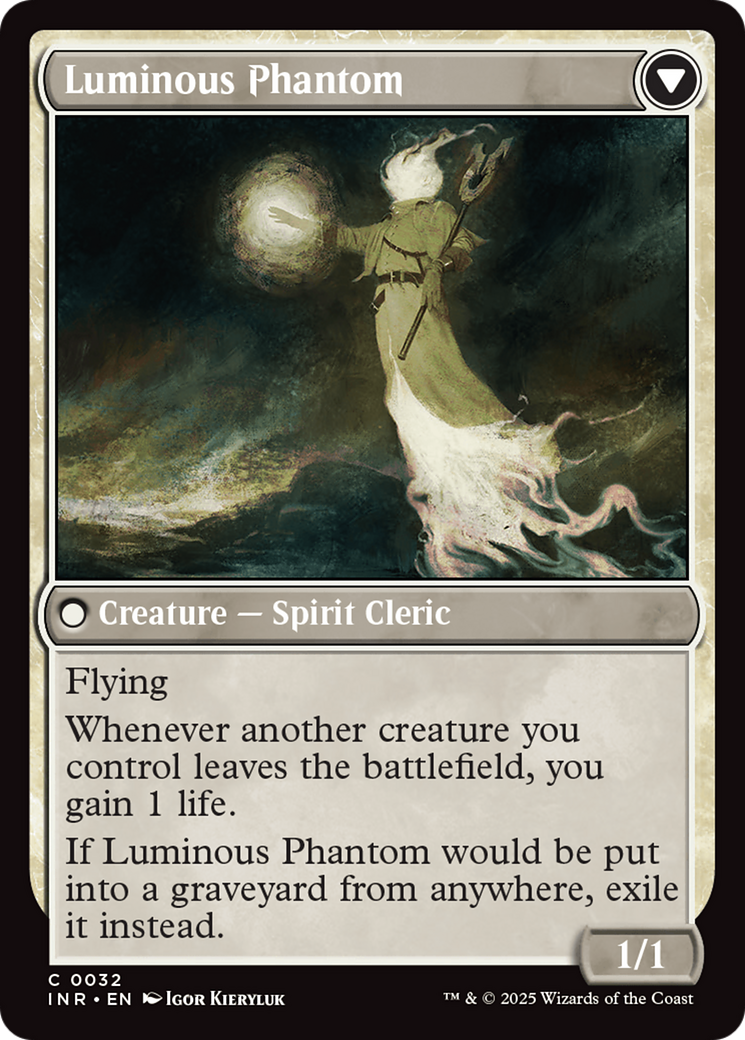 Luminous Phantom
Creature — Spirit Cleric
Flying
Whenever another creature you
control leaves the battlefield, you
gain 1 life.
If Luminous Phantom would be put
into a graveyard from anywhere, exile
it instead.
1/1
C 0032
INR • EN Igor Kieryluk
™ & © 2025 Wizards of the Coast